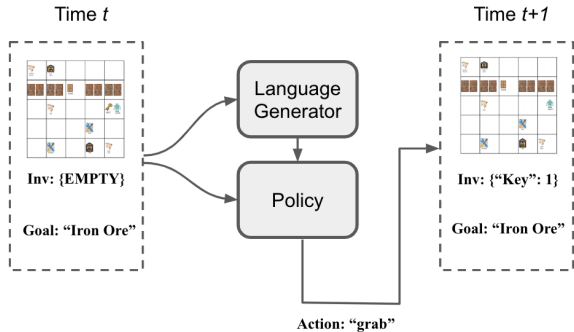 Time t
Time t+1
Language
Generator
Inv: {EMPTY}
Goal: “Iron Ore”
Policy
Inv: {“Key”: 1}
Goal: “Iron Ore”
Action: “grab”